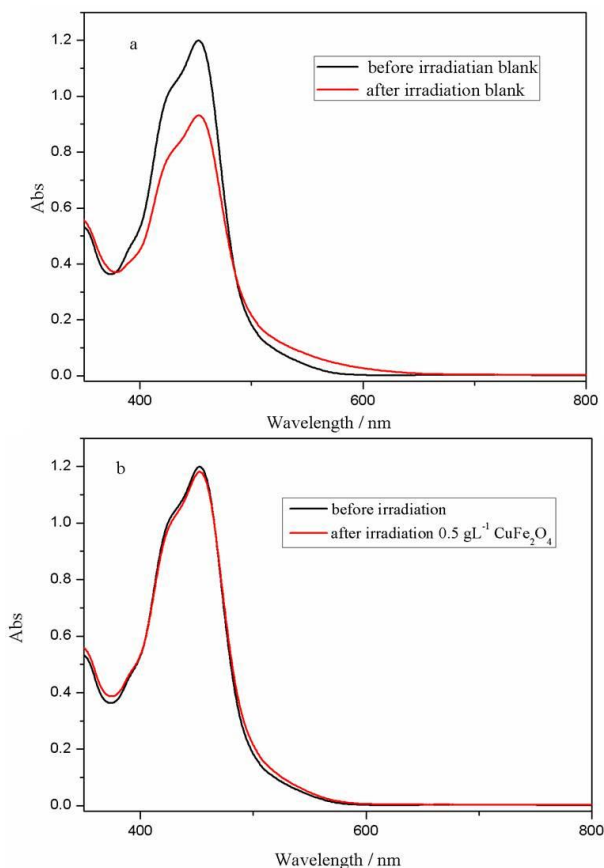 a
1.2
before irradiatian blank
after irradiation blank
1.0
0.8
Abs
0.6
0.4
0.2
0.0
400
600
800
Wavelength / nm
b
1.2
before irradiation
after irradiation 0.5 gL⁻¹ CuFe₂O₄
1.0
0.8
Abs
0.6
0.4
0.2
0.0
400
600
800
Wavelength / nm